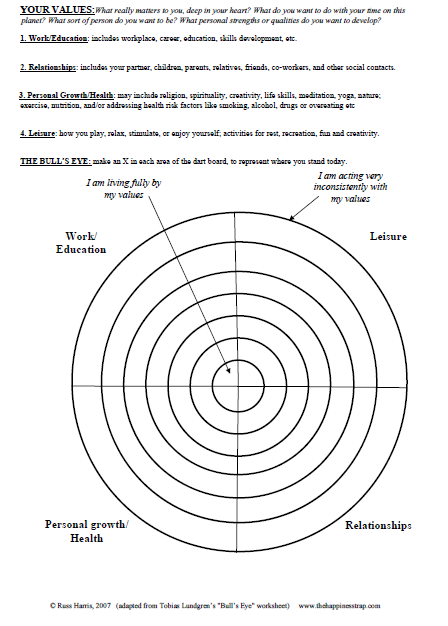 YOUR VALUES:What really matters to you, deep in your heart? What do you want to do with your time on this
planet? What sort of person do you want to be? What personal strengths or qualities do you want to develop?
1. Work/Education: includes workplace, career, education, skills development, etc.
2. Relationships: includes your partner, children, parents, relatives, friends, co-workers, and other social contacts.
3. Personal Growth/Health: may include religion, spirituality, creativity, life skills, meditation, yoga, nature;
exercise, nutrition, and/or addressing health risk factors like smoking, alcohol, drugs or overeating etc
4. Leisure: how you play, relax, stimulate, or enjoy yourself; activities for rest, recreation, fun and creativity.
THE BULL'S EYE: make an X in each area of the dart board, to represent where you stand today.
I am living fully by
my values
I am acting very
inconsistently with
my values
Work/
Education
Leisure
Personal growth/
Health
Relationships
© Russ Harris, 2007 (adapted from Tobias Lundgren's "Bull's Eye" worksheet) www.thehappinesstrap.com